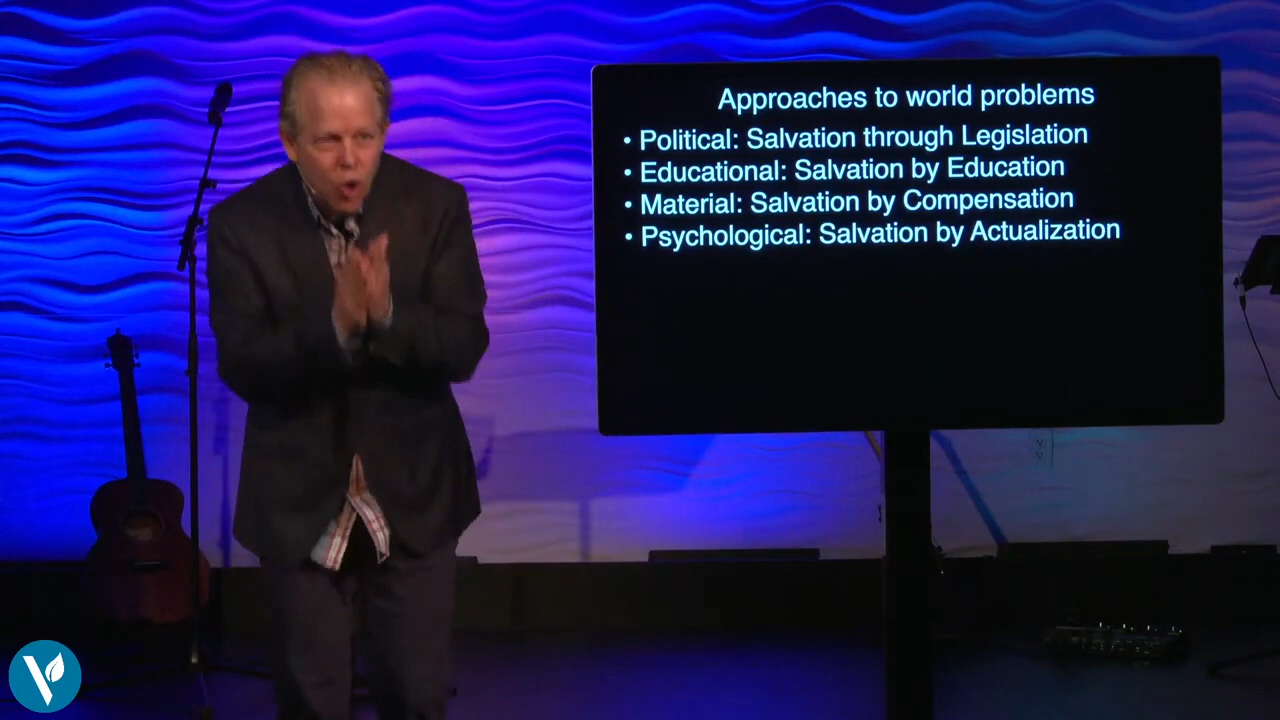 Approaches to world problems
• Political: Salvation through Legislation
• Educational: Salvation by Education
• Material: Salvation by Compensation
• Psychological: Salvation by Actualization
V